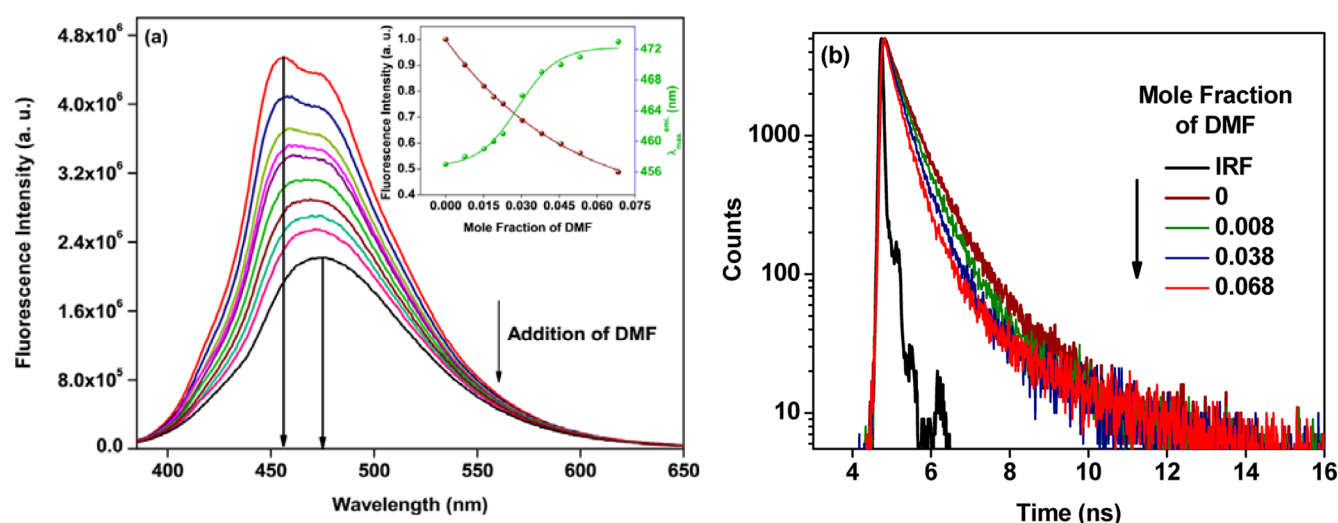 (a)
Fluorescence Intensity (a. u.)
4.8x10⁶
4.0x10⁶
3.2x10⁶
2.4x10⁶
1.6x10⁶
8.0x10⁵
0.0
400 450 500 550 600 650
Wavelength (nm)
Addition of DMF
Fluorescence Intensity (a. u.)
1.0
0.9
0.8
0.7
0.6
0.5
0.4
0.000 0.015 0.030 0.045 0.060 0.075
Mole Fraction of DMF
472
468
464
460
456
λmax.^emi. (nm)
(b)
Counts
1000
100
10
4 6 8 10 12 14 16
Time (ns)
Mole Fraction
of DMF
IRF
0
0.008
0.038
0.068